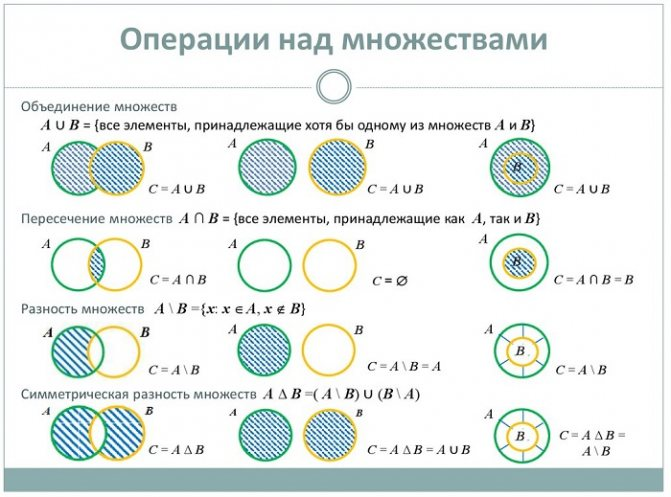 Операции над множествами
Объединение множеств
A ∪ B = {все элементы, принадлежащие хотя бы одному из множеств A и B}
A B A B A
B
C = A ∪ B C = A ∪ B C = A ∪ B
Пересечение множеств A ∩ B = {все элементы, принадлежащие как A, так и B}
A B A B A
B
C = A ∩ B C = ∅ C = A ∩ B = B
Разность множеств A \ B ={x: x ∈ A, x ∉ B}
A B A B A
B
C = A \ B C = A \ B = A C = A \ B
Симметрическая разность множеств A Δ B =( A \ B) ∪ (B \ A)
A B A B A
B
C = A Δ B C = A Δ B = A ∪ B C = A Δ B =
A \ B